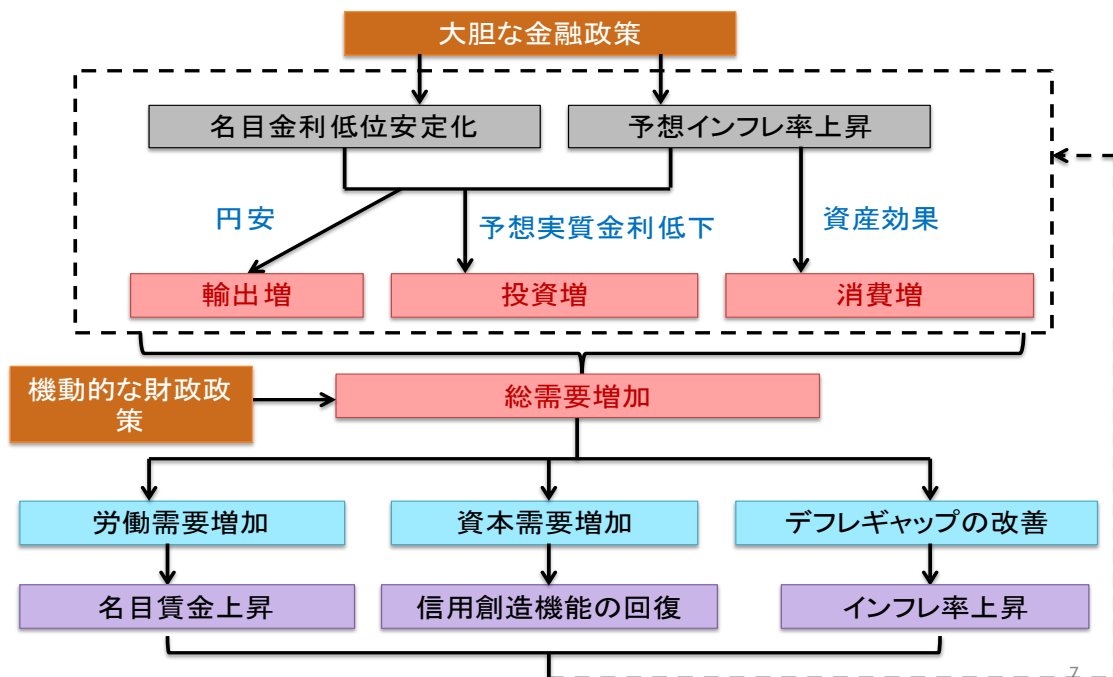 大胆な金融政策
名目金利低位安定化
予想インフレ率上昇
円安
予想実質金利低下
資産効果
輸出増
投資増
消費増
機動的な財政政
策
総需要増加
労働需要増加
資本需要増加
デフレギャップの改善
名目賃金上昇
信用創造機能の回復
インフレ率上昇
7